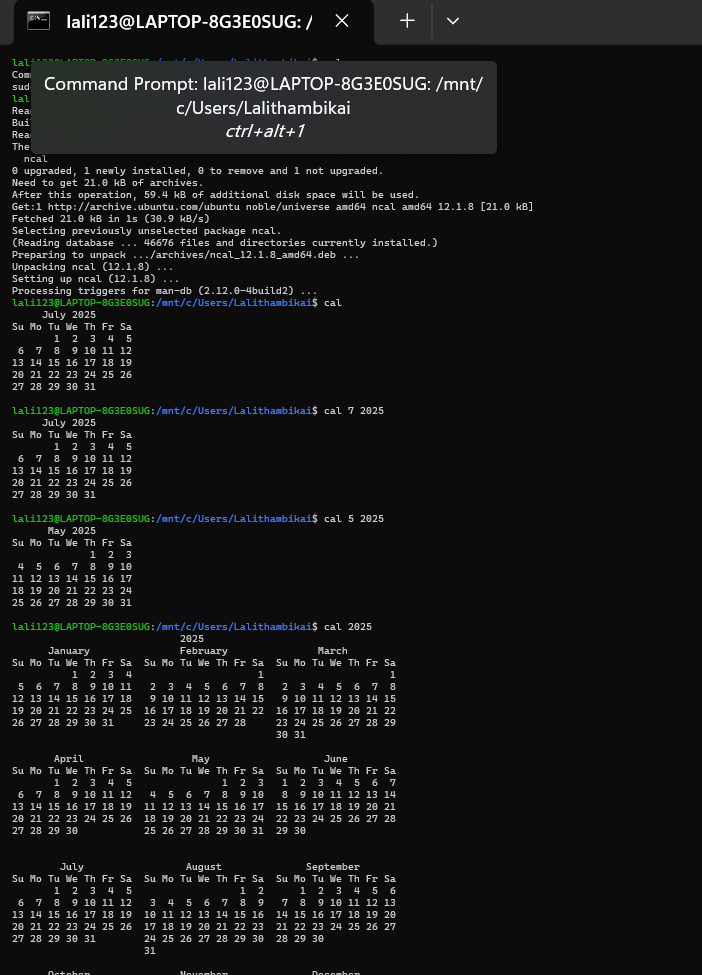 lali123@LAPTOP-8G3E0SUG: /
Command Prompt: lali123@LAPTOP-8G3E0SUG: /mnt/
c/Users/Lalithambikai
ctrl+alt+1
ncal
0 upgraded, 1 newly installed, 0 to remove and 1 not upgraded.
Need to get 21.0 kB of archives.
After this operation, 59.4 kB of additional disk space will be used.
Get:1 http://archive.ubuntu.com/ubuntu noble/universe amd64 ncal amd64 12.1.8 [21.0 kB]
Fetched 21.0 kB in 1s (30.9 kB/s)
Selecting previously unselected package ncal.
(Reading database ... 46676 files and directories currently installed.)
Preparing to unpack .../archives/ncal_12.1.8_amd64.deb ...
Unpacking ncal (12.1.8) ...
Setting up ncal (12.1.8) ...
Processing triggers for man-db (2.12.0-4build2) ...
lali123@LAPTOP-8G3E0SUG:/mnt/c/Users/Lalithambikai$ cal
July 2025
Su Mo Tu We Th Fr Sa
1 2 3 4 5
6 7 8 9 10 11 12
13 14 15 16 17 18 19
20 21 22 23 24 25 26
27 28 29 30 31
lali123@LAPTOP-8G3E0SUG:/mnt/c/Users/Lalithambikai$ cal 7 2025
July 2025
Su Mo Tu We Th Fr Sa
1 2 3 4 5
6 7 8 9 10 11 12
13 14 15 16 17 18 19
20 21 22 23 24 25 26
27 28 29 30 31
lali123@LAPTOP-8G3E0SUG:/mnt/c/Users/Lalithambikai$ cal 5 2025
May 2025
Su Mo Tu We Th Fr Sa
1 2 3
4 5 6 7 8 9 10
11 12 13 14 15 16 17
18 19 20 21 22 23 24
25 26 27 28 29 30 31
lali123@LAPTOP-8G3E0SUG:/mnt/c/Users/Lalithambikai$ cal 2025
2025
January February March
Su Mo Tu We Th Fr Sa Su Mo Tu We Th Fr Sa Su Mo Tu We Th Fr Sa
1 2 3 4 1 1
5 6 7 8 9 10 11 2 3 4 5 6 7 8 2 3 4 5 6 7 8
12 13 14 15 16 17 18 9 10 11 12 13 14 15 9 10 11 12 13 14 15
19 20 21 22 23 24 25 16 17 18 19 20 21 22 16 17 18 19 20 21 22
26 27 28 29 30 31 23 24 25 26 27 28 23 24 25 26 27 28 29
30 31
April May June
Su Mo Tu We Th Fr Sa Su Mo Tu We Th Fr Sa Su Mo Tu We Th Fr Sa
1 2 3 4 5 1 2 3 1 2 3 4 5 6 7
6 7 8 9 10 11 12 4 5 6 7 8 9 10 8 9 10 11 12 13 14
13 14 15 16 17 18 19 11 12 13 14 15 16 17 15 16 17 18 19 20 21
20 21 22 23 24 25 26 18 19 20 21 22 23 24 22 23 24 25 26 27 28
27 28 29 30 25 26 27 28 29 30 31 29 30
July August September
Su Mo Tu We Th Fr Sa Su Mo Tu We Th Fr Sa Su Mo Tu We Th Fr Sa
1 2 3 4 5 1 2 1 2 3 4 5 6
6 7 8 9 10 11 12 3 4 5 6 7 8 9 7 8 9 10 11 12 13
13 14 15 16 17 18 19 10 11 12 13 14 15 16 14 15 16 17 18 19 20
20 21 22 23 24 25 26 17 18 19 20 21 22 23 21 22 23 24 25 26 27
27 28 29 30 31 24 25 26 27 28 29 30 28 29 30
31
October November December